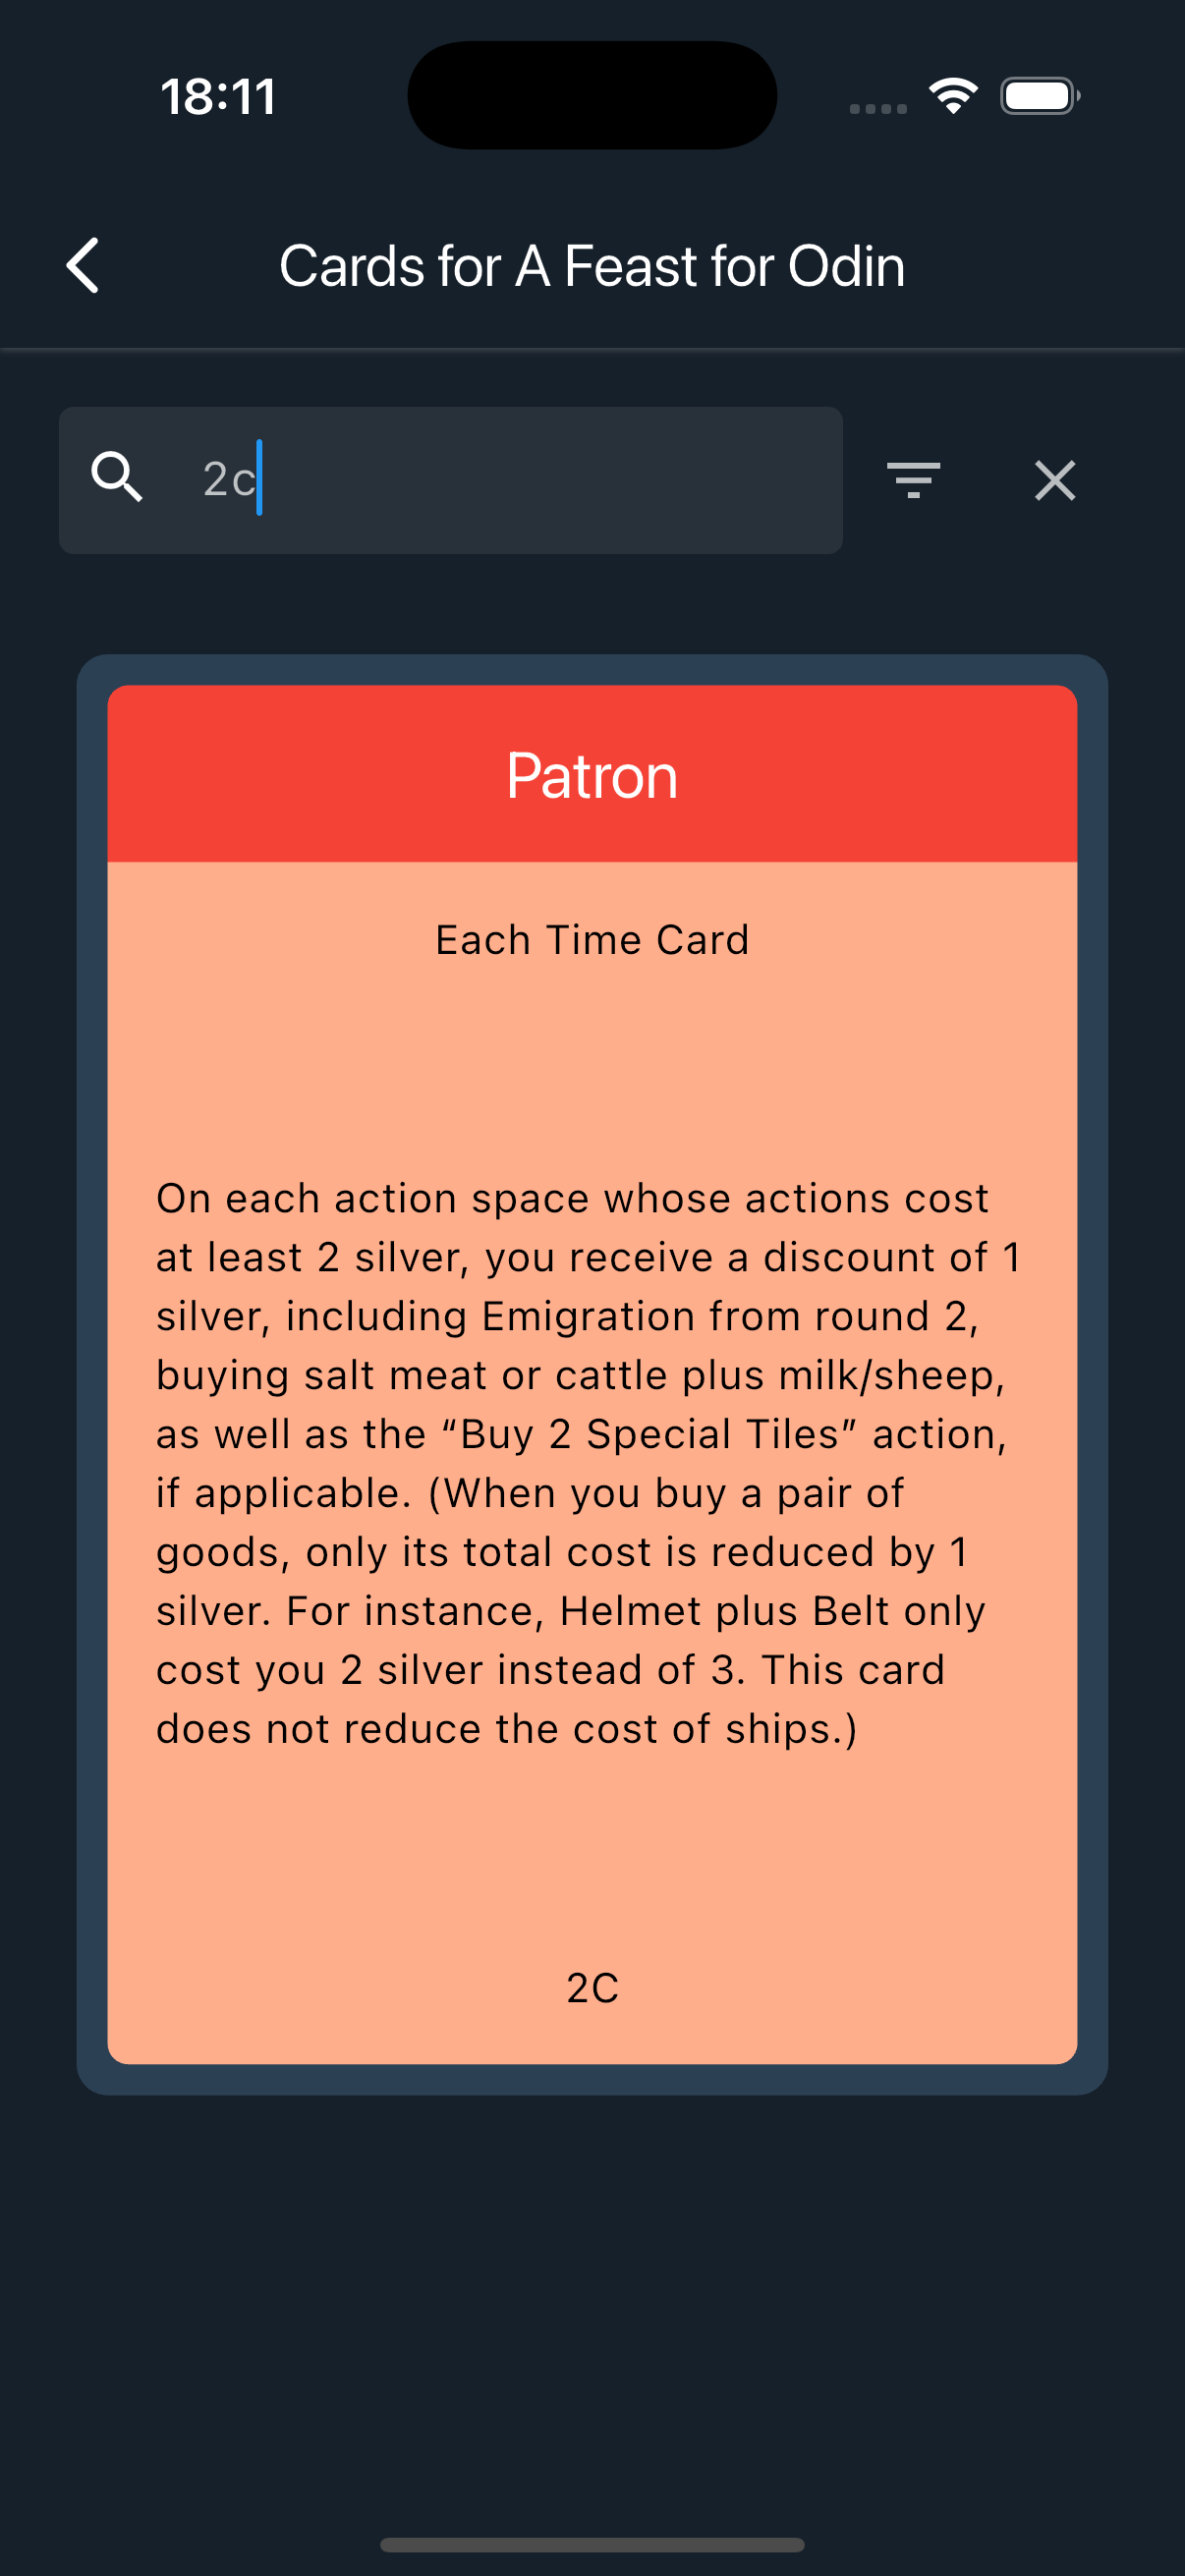 18:11
Cards for A Feast for Odin
2c
Patron
Each Time Card
On each action space whose actions cost
at least 2 silver, you receive a discount of 1
silver, including Emigration from round 2,
buying salt meat or cattle plus milk/sheep,
as well as the “Buy 2 Special Tiles” action,
if applicable. (When you buy a pair of
goods, only its total cost is reduced by 1
silver. For instance, Helmet plus Belt only
cost you 2 silver instead of 3. This card
does not reduce the cost of ships.)
2C